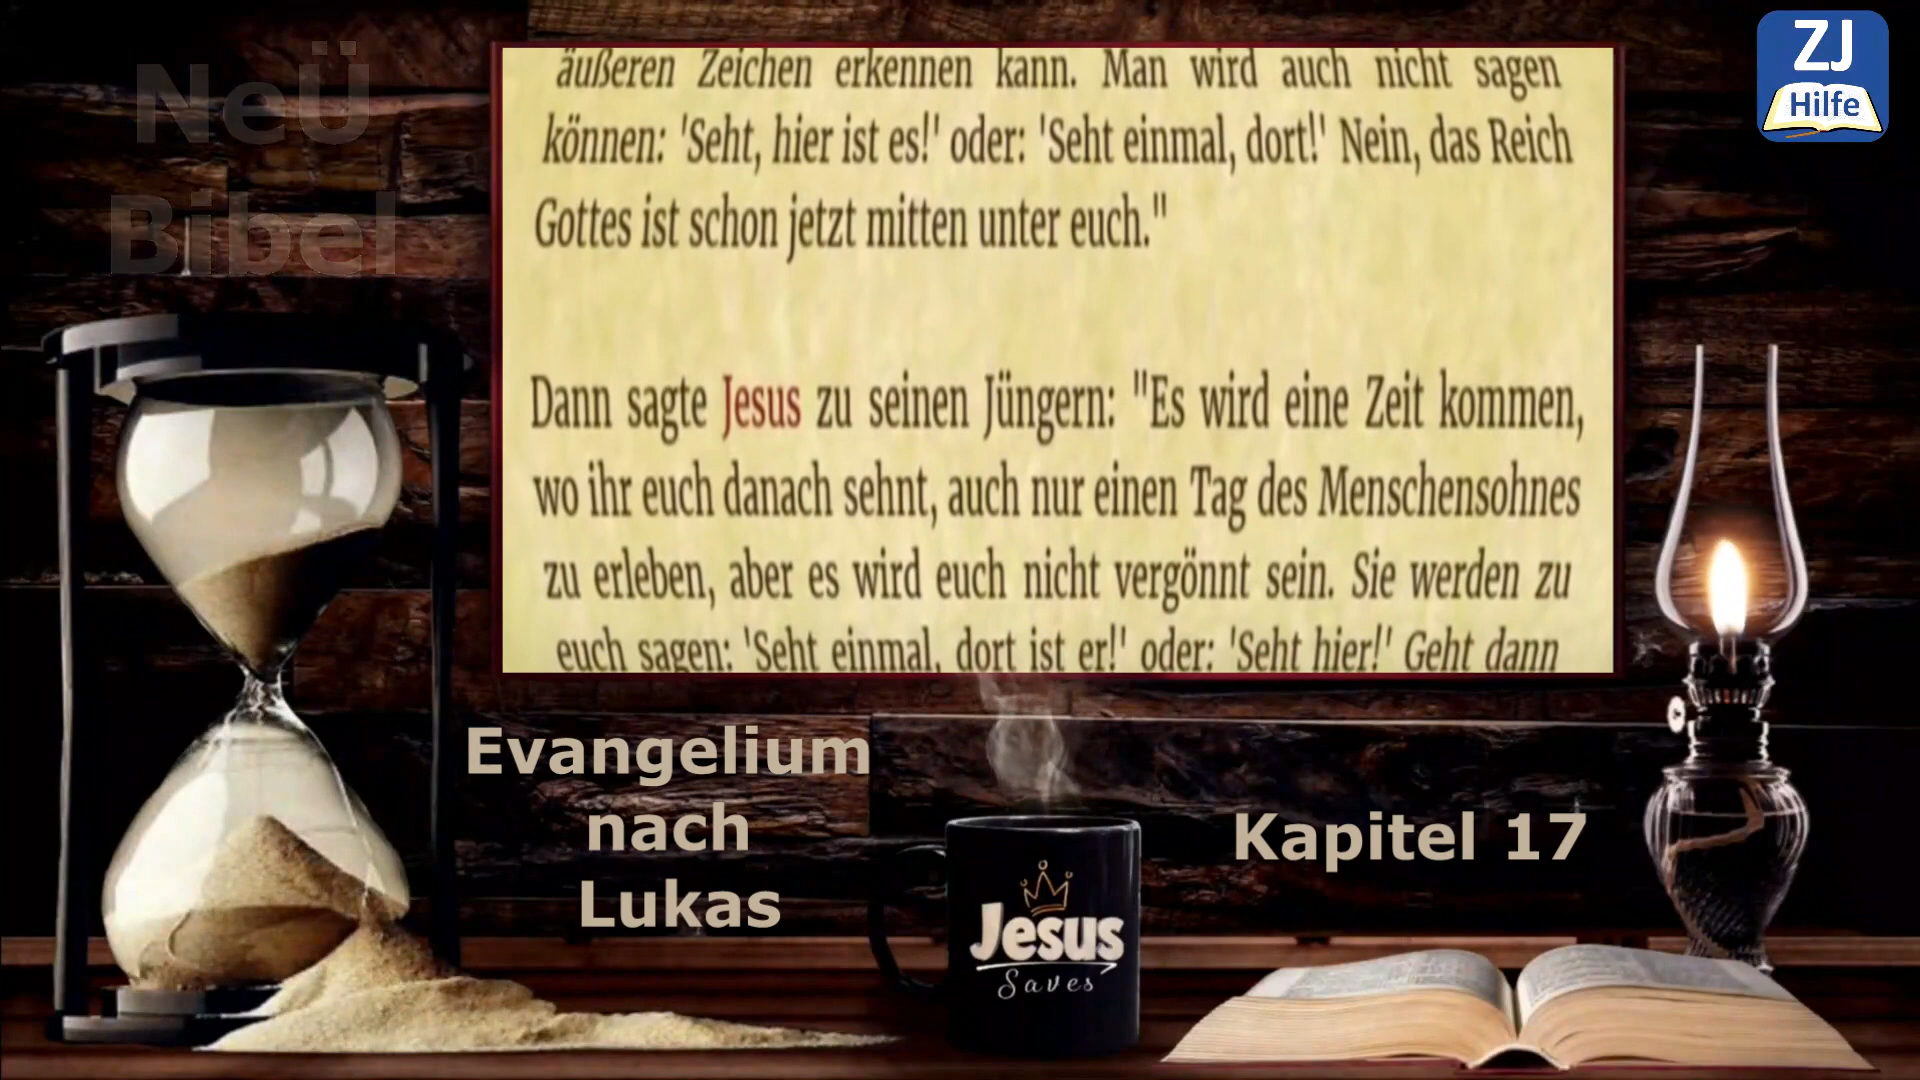 NeÜ
Bibel
ZJ
Hilfe
äußeren Zeichen erkennen kann. Man wird auch nicht sagen
können: 'Seht, hier ist es!' oder: 'Seht einmal, dort!' Nein, das Reich
Gottes ist schon jetzt mitten unter euch."
Dann sagte Jesus zu seinen Jüngern: "Es wird eine Zeit kommen,
wo ihr euch danach sehnt, auch nur einen Tag des Menschensohnes
zu erleben, aber es wird euch nicht vergönnt sein. Sie werden zu
euch sagen: 'Seht einmal, dort ist er!' oder: 'Seht hier!' Geht dann
Evangelium
nach
Lukas
Kapitel 17
Jesus
Saves